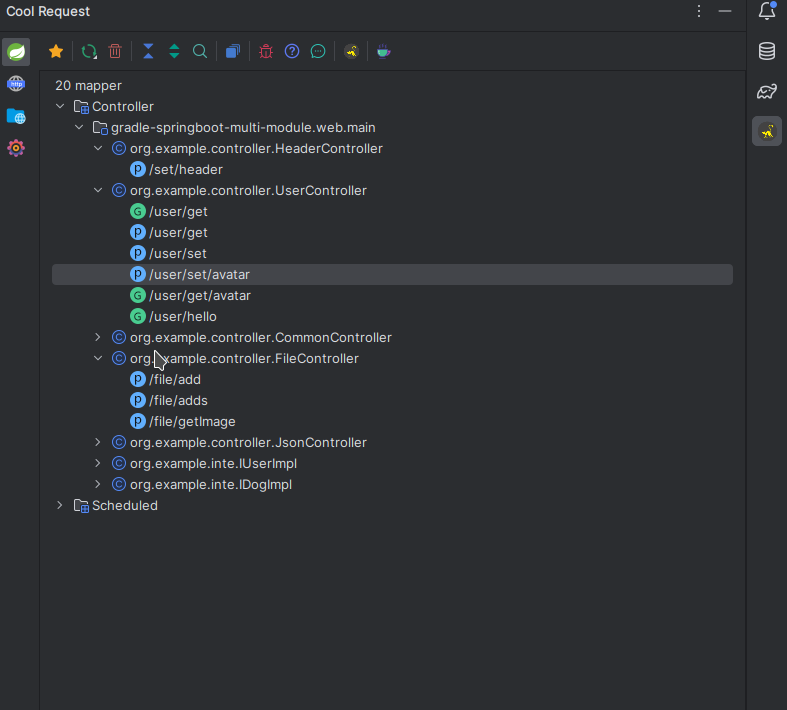 Cool Request
20 mapper
Controller
gradle-springboot-multi-module.web.main
C org.example.controller.HeaderController
P /set/header
C org.example.controller.UserController
G /user/get
P /user/get
P /user/set
P /user/set/avatar
G /user/get/avatar
G /user/hello
C org.example.controller.CommonController
C org.example.controller.FileController
P /file/add
P /file/adds
P /file/getImage
C org.example.controller.JsonController
C org.example.inte.IUserImpl
C org.example.inte.IDogImpl
Scheduled
http